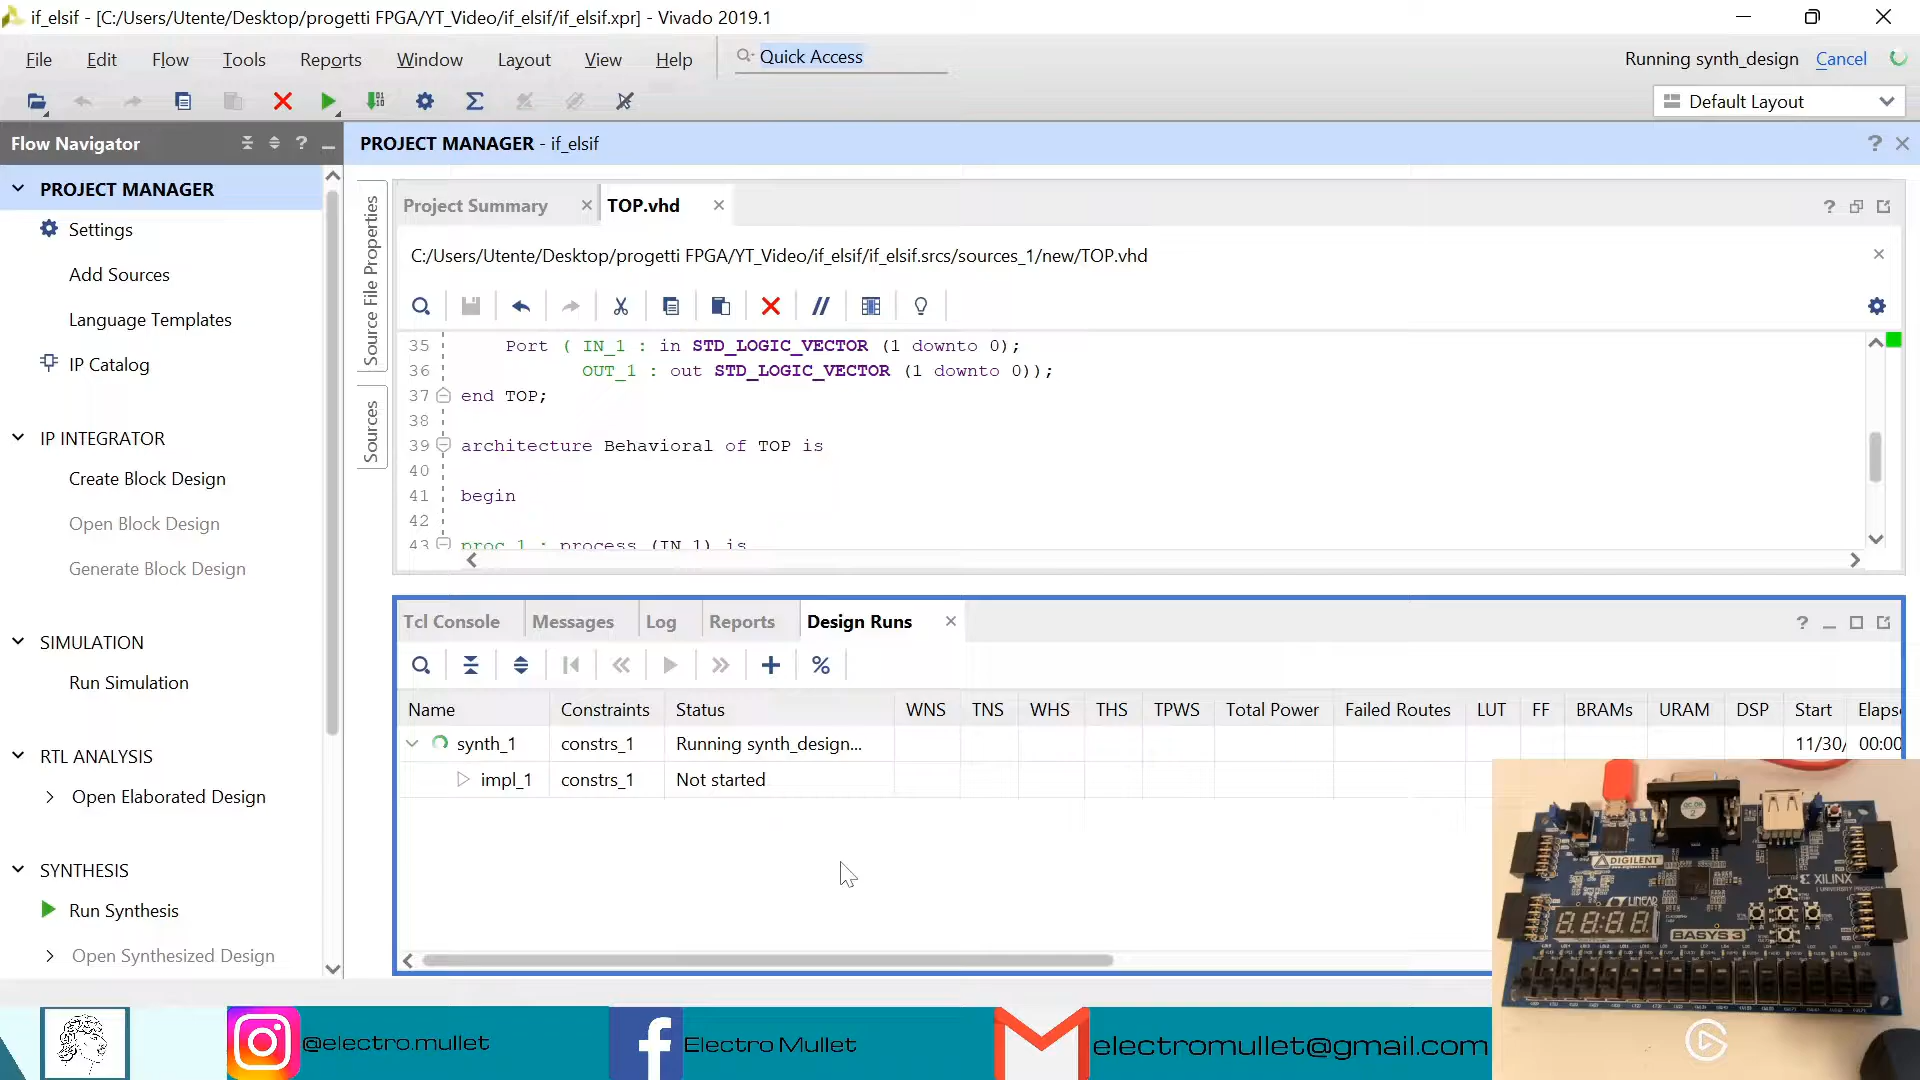 if_elsif - [C:/Users/Utente/Desktop/progetti FPGA/YT_Video/if_elsif/if_elsif.xpr] - Vivado 2019.1
File Edit Flow Tools Reports Window Layout View Help Quick Access
Running synth_design Cancel
Default Layout
Flow Navigator
PROJECT MANAGER - if_elsif
PROJECT MANAGER
Settings
Add Sources
Language Templates
IP Catalog
IP INTEGRATOR
Create Block Design
Open Block Design
Generate Block Design
SIMULATION
Run Simulation
RTL ANALYSIS
Open Elaborated Design
SYNTHESIS
Run Synthesis
Open Synthesized Design
Source File Properties
Sources
Project Summary TOP.vhd
C:/Users/Utente/Desktop/progetti FPGA/YT_Video/if_elsif/if_elsif.srcs/sources_1/new/TOP.vhd
35 Port ( IN_1 : in STD_LOGIC_VECTOR (1 downto 0);
36 OUT_1 : out STD_LOGIC_VECTOR (1 downto 0));
37 end TOP;
38
39 architecture Behavioral of TOP is
40
41 begin
42
43 proc_1 : process (IN_1) is
Tcl Console Messages Log Reports Design Runs
Name Constraints Status WNS TNS WHS THS TPWS Total Power Failed Routes LUT FF BRAMs URAM DSP Start Elapse
synth_1 constrs_1 Running synth_design... 11/30/ 00:00
impl_1 constrs_1 Not started
DIGILENT
XILINX
LINEAR
BASYS 3
@electro.mullet
Electro Mullet
electromullet@gmail.com